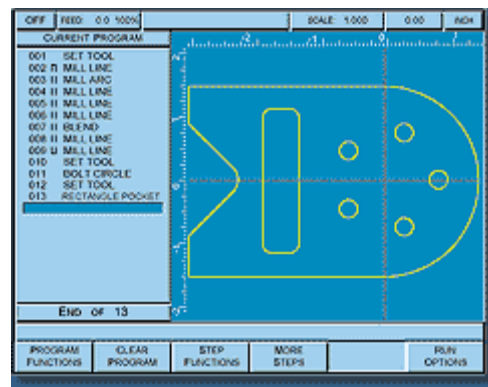 OFF FEED: 0.0 100% SCALE: 1.000 0.00 INCH
CURRENT PROGRAM
001 SET TOOL
002 MILL LINE
003 MILL ARC
004 MILL LINE
005 MILL LINE
006 MILL LINE
007 BLEND
008 MILL LINE
009 MILL LINE
010 SET TOOL
011 BOLT CIRCLE
012 SET TOOL
013 RECTANGLE POCKET
END OF 13
PROGRAM FUNCTIONS
CLEAR PROGRAM
STEP FUNCTIONS
MORE STEPS
RUN OPTIONS